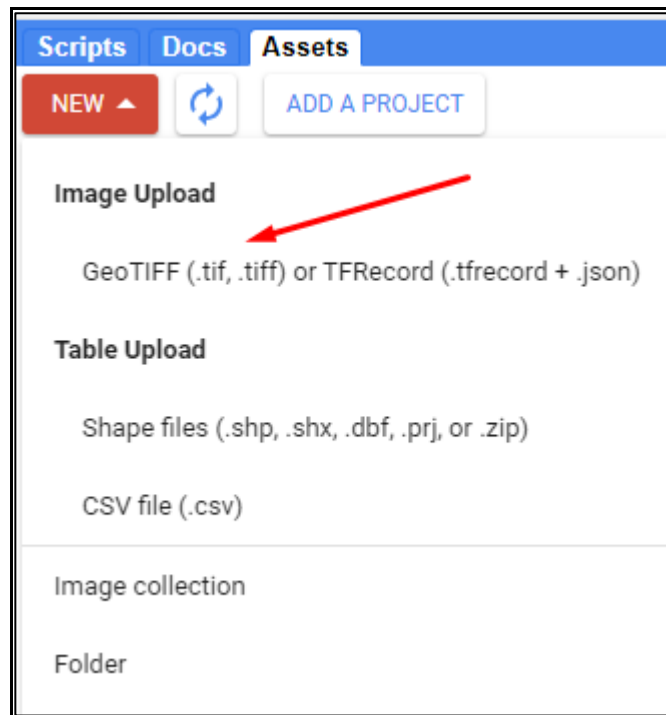 Scripts Docs Assets
NEW ADD A PROJECT
Image Upload
GeoTIFF (.tif, .tiff) or TFRecord (.tfrecord + .json)
Table Upload
Shape files (.shp, .shx, .dbf, .prj, or .zip)
CSV file (.csv)
Image collection
Folder